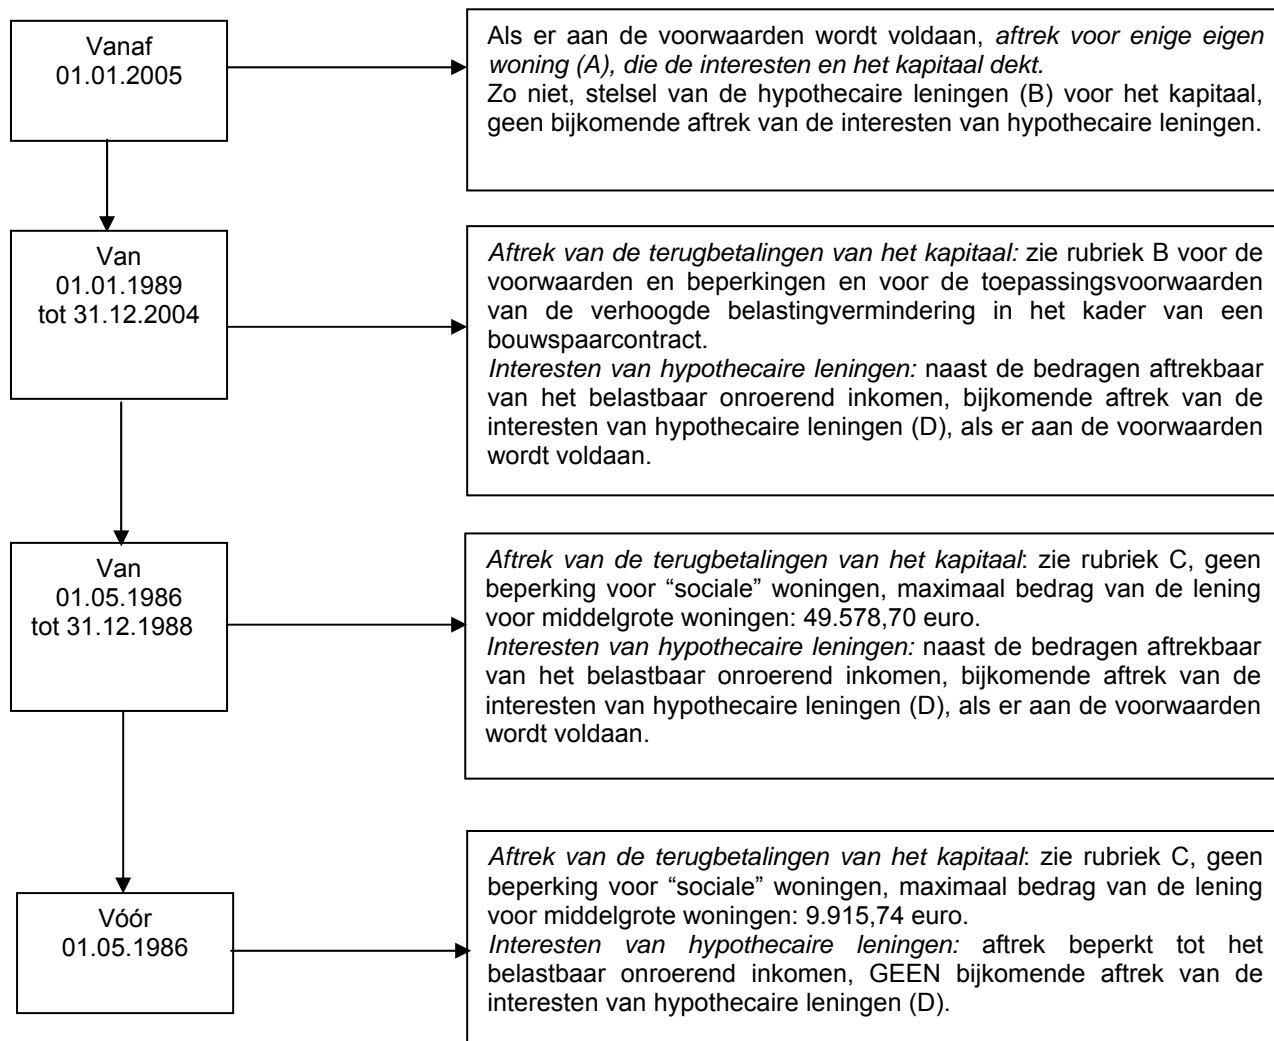 Vanaf
01.01.2005
Als er aan de voorwaarden wordt voldaan, aftrek voor enige eigen
woning (A), die de interesten en het kapitaal dekt.
Zo niet, stelsel van de hypothecaire leningen (B) voor het kapitaal,
geen bijkomende aftrek van de interesten van hypothecaire leningen.
Van
01.01.1989
tot 31.12.2004
Aftrek van de terugbetalingen van het kapitaal: zie rubriek B voor de
voorwaarden en beperkingen en voor de toepassingsvoorwaarden
van de verhoogde belastingvermindering in het kader van een
bouwspaarcontract.
Interesten van hypothecaire leningen: naast de bedragen aftrekbaar
van het belastbaar onroerend inkomen, bijkomende aftrek van de
interesten van hypothecaire leningen (D), als er aan de voorwaarden
wordt voldaan.
Van
01.05.1986
tot 31.12.1988
Aftrek van de terugbetalingen van het kapitaal: zie rubriek C, geen
beperking voor “sociale” woningen, maximaal bedrag van de lening
voor middelgrote woningen: 49.578,70 euro.
Interesten van hypothecaire leningen: naast de bedragen aftrekbaar
van het belastbaar onroerend inkomen, bijkomende aftrek van de
interesten van hypothecaire leningen (D), als er aan de voorwaarden
wordt voldaan.
Vóór
01.05.1986
Aftrek van de terugbetalingen van het kapitaal: zie rubriek C, geen
beperking voor “sociale” woningen, maximaal bedrag van de lening
voor middelgrote woningen: 9.915,74 euro.
Interesten van hypothecaire leningen: aftrek beperkt tot het
belastbaar onroerend inkomen, GEEN bijkomende aftrek van de
interesten van hypothecaire leningen (D).